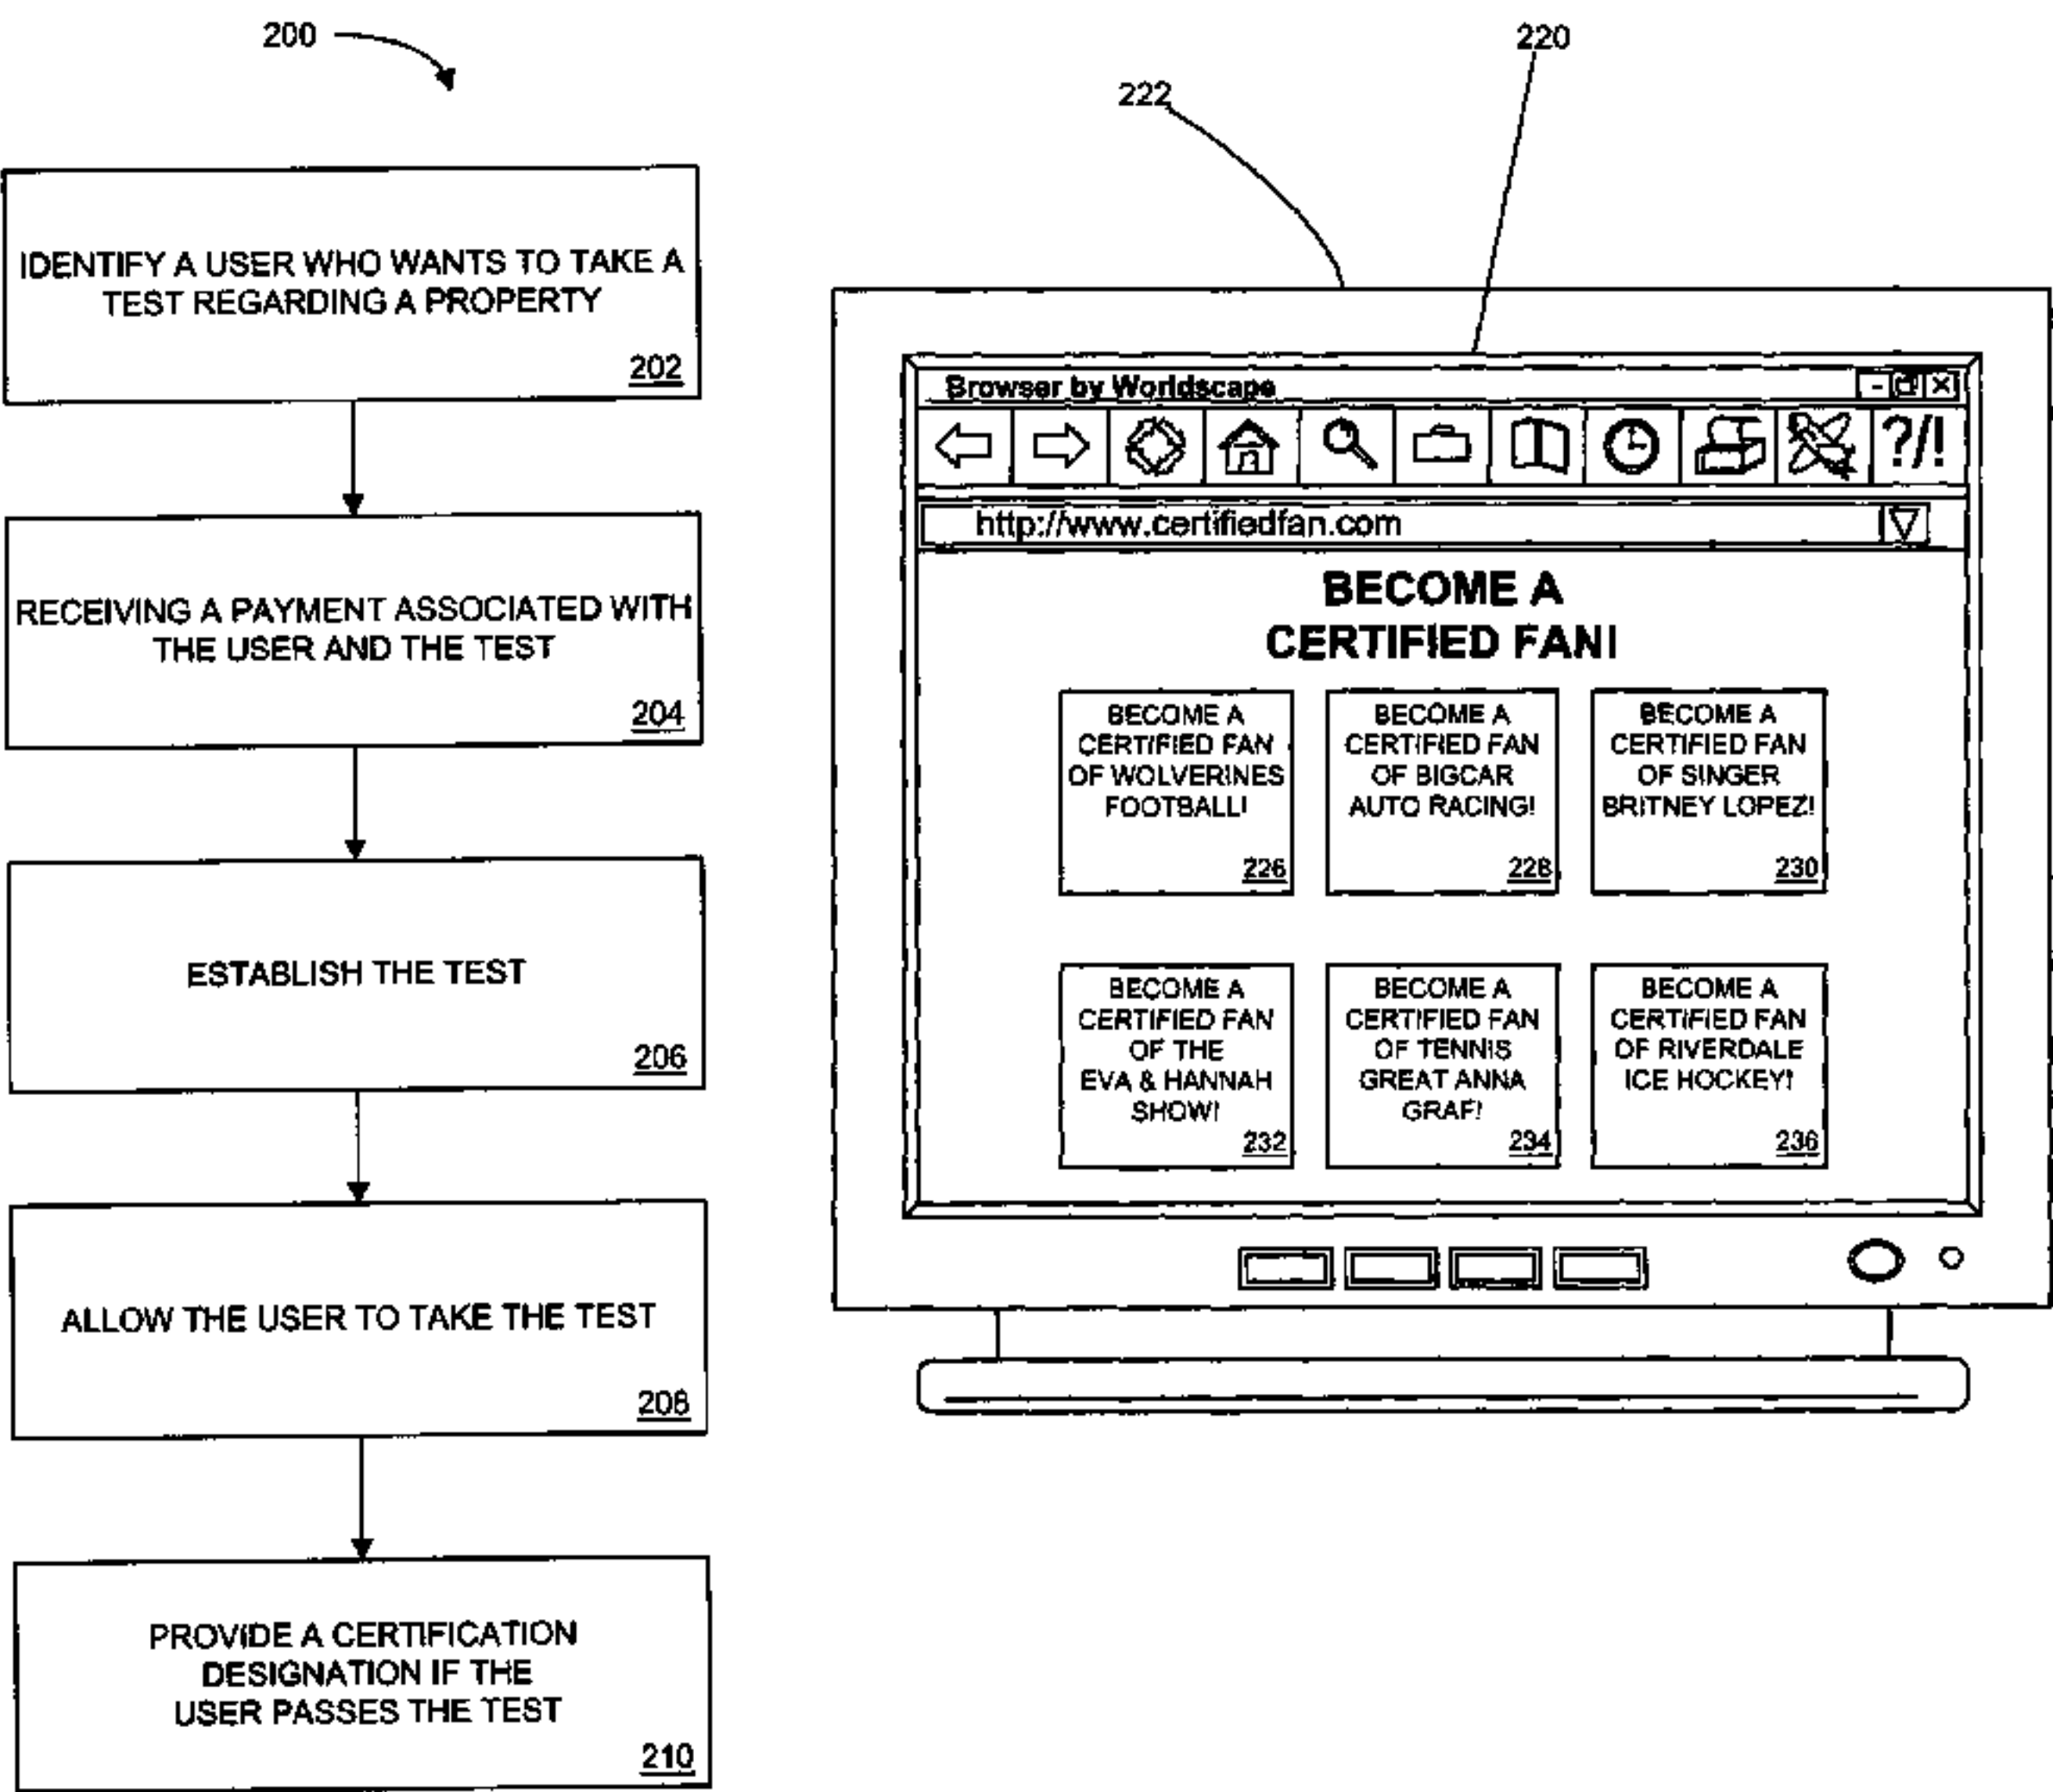 200
IDENTIFY A USER WHO WANTS TO TAKE A
TEST REGARDING A PROPERTY
202
RECEIVING A PAYMENT ASSOCIATED WITH
THE USER AND THE TEST
204
ESTABLISH THE TEST
206
ALLOW THE USER TO TAKE THE TEST
208
PROVIDE A CERTIFICATION
DESIGNATION IF THE
USER PASSES THE TEST
210
220
222
Browser by Worldscape
?/!
http://www.certifiedfan.com
BECOME A
CERTIFIED FAN!
BECOME A
CERTIFIED FAN
OF WOLVERINES
FOOTBALL!
226
BECOME A
CERTIFIED FAN
OF BIGCAR
AUTO RACING!
228
BECOME A
CERTIFIED FAN
OF SINGER
BRITNEY LOPEZ!
230
BECOME A
CERTIFIED FAN
OF THE
EVA & HANNAH
SHOW!
232
BECOME A
CERTIFIED FAN
OF TENNIS
GREAT ANNA
GRAF!
234
BECOME A
CERTIFIED FAN
OF RIVERDALE
ICE HOCKEY!
236